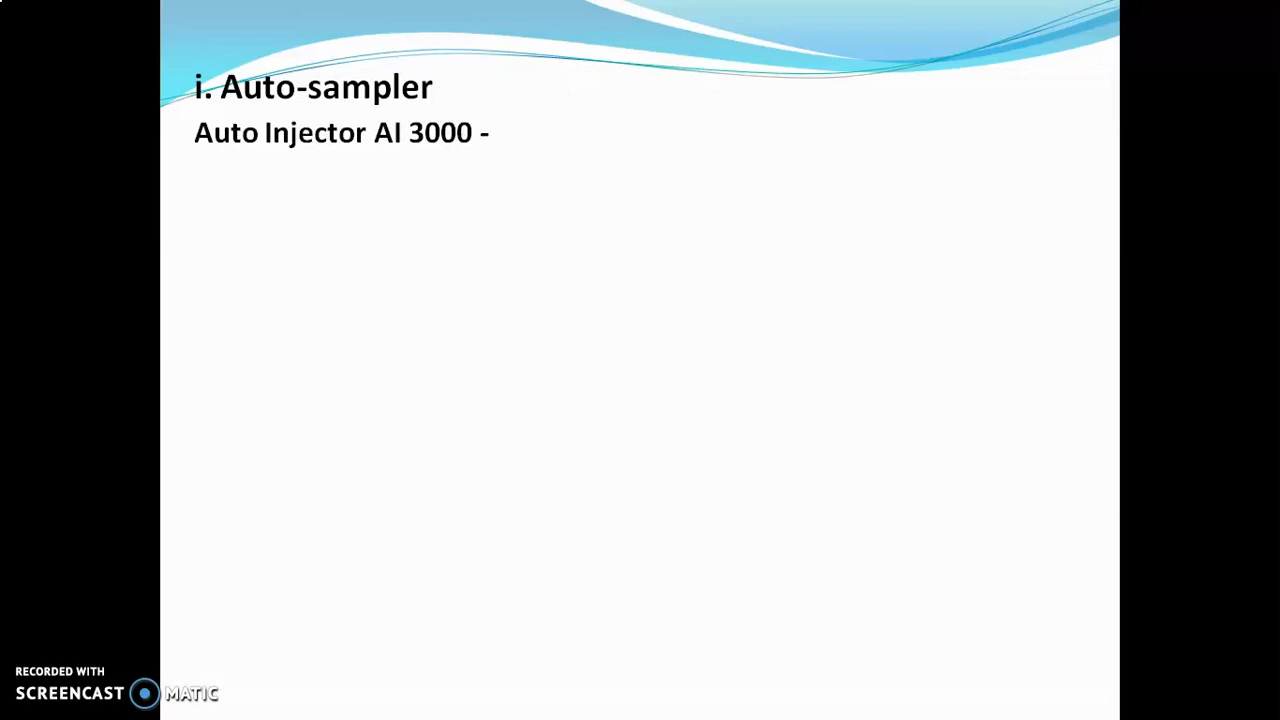 i. Auto-sampler
Auto Injector AI 3000 -
RECORDED WITH
SCREENCAST MATIC